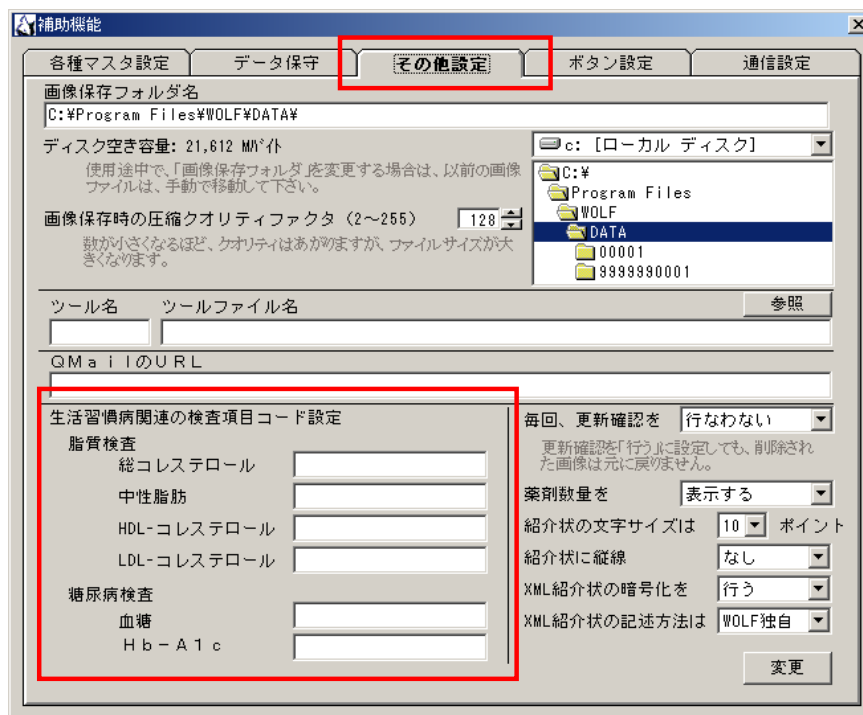 補助機能
各種マスタ設定 データ保守 その他設定 ボタン設定 通信設定
画像保存フォルダ名
C:¥Program Files¥WOLF¥DATA¥
ディスク空き容量: 21,612 Mバイト
使用途中で、「画像保存フォルダ」を変更する場合は、以前の画像
ファイルは、手動で移動して下さい。
画像保存時の圧縮クオリティファクタ（2～255） 128
数が小さくなるほど、クオリティはあがりますが、ファイルサイズが大
きくなります。
c: [ローカル ディスク]
C:¥
Program Files
WOLF
DATA
00001
9999990001
ツール名 ツールファイル名 参照
QMailのURL
生活習慣病関連の検査項目コード設定
脂質検査
総コレステロール
中性脂肪
HDL-コレステロール
LDL-コレステロール
糖尿病検査
血糖
Hb-A1c
毎回、更新確認を 行なわない
更新確認を「行う」に設定しても、削除され
た画像は元に戻りません。
薬剤数量を 表示する
紹介状の文字サイズは 10 ポイント
紹介状に縦線 なし
XML紹介状の暗号化を 行う
XML紹介状の記述方法は WOLF独自
変更